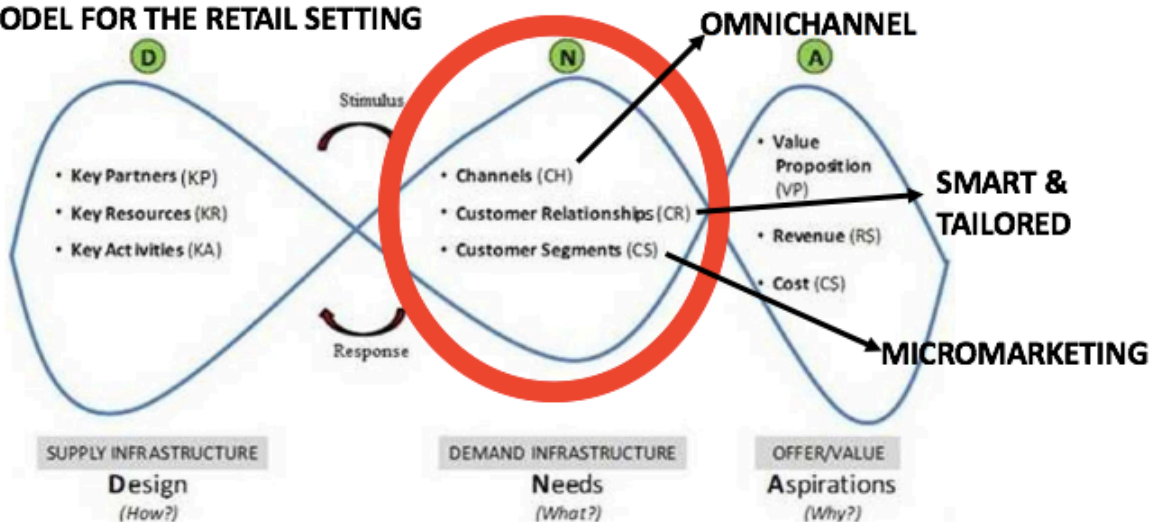 ODEL FOR THE RETAIL SETTING
OMNICHANNEL
D
N
A
Stimulus
• Key Partners (KP)
• Key Resources (KR)
• Key Activities (KA)
• Channels (CH)
• Customer Relationships (CR)
• Customer Segments (CS)
• Value
Proposition
(VP)
• Revenue (RS)
• Cost (CS)
SMART &
TAILORED
MICROMARKETING
Response
SUPPLY INFRASTRUCTURE
Design
(How?)
DEMAND INFRASTRUCTURE
Needs
(What?)
OFFER/VALUE
Aspirations
(Why?)